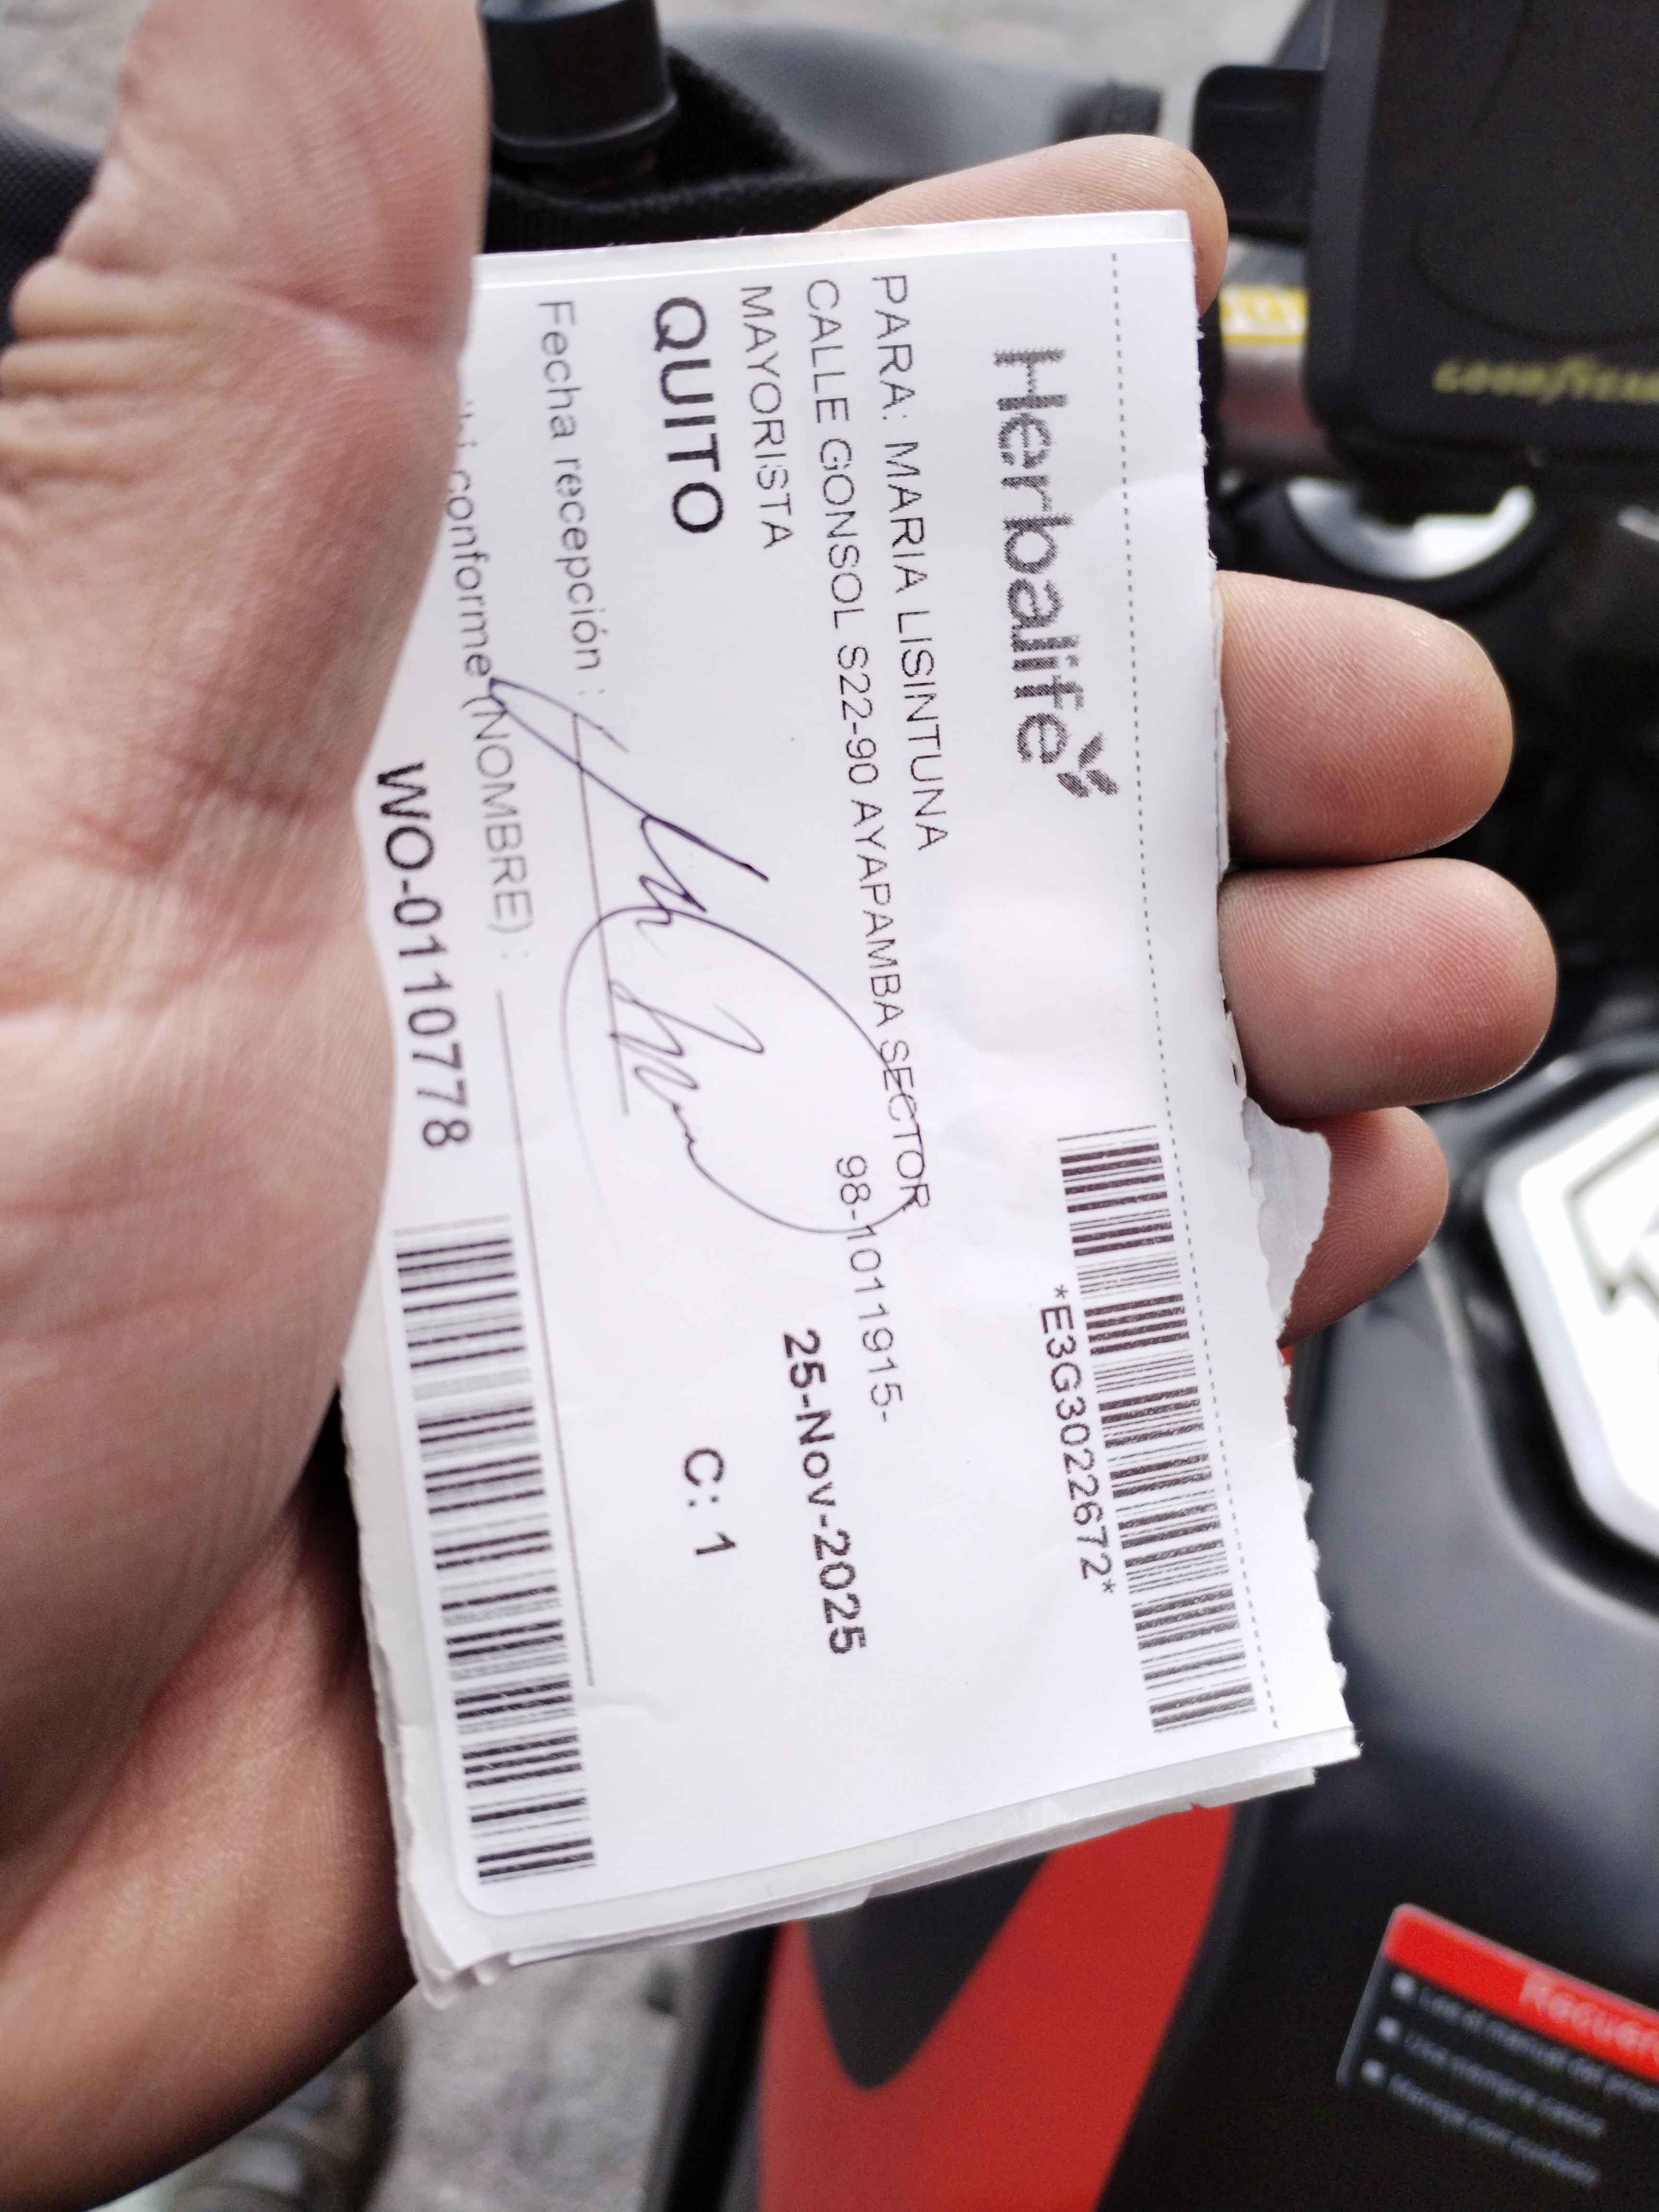 Herbalife
*E3G3022672*
PARA: MARIA LISINTUNA
CALLE GONSOL S22-90 AYAPAMBA SECTOR
MAYORISTA
98-1011915-
25-Nov-2025
QUITO
C: 1
Fecha recepción :
conforme (NOMBRE) :
WO-0110778
GOODYEAR